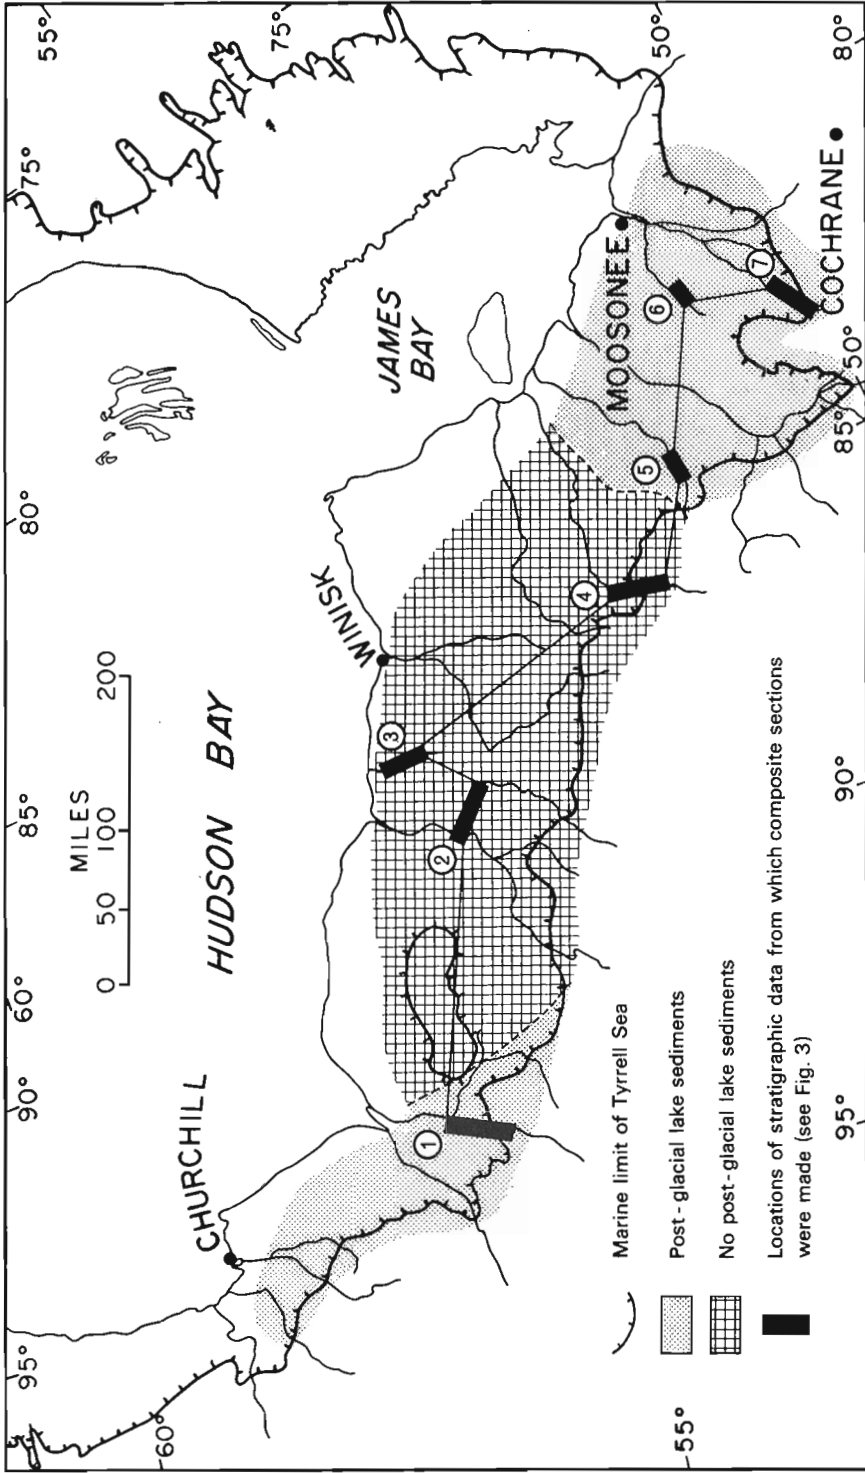 95°
90°
60°
85°
80°
75°
55°
60°
MILES
0 50 100 200
75°
CHURCHILL
HUDSON BAY
WINISK
JAMES
BAY
1
2
3
4
5
6
7
MOOSONEE
50°
COCHRANE
Marine limit of Tyrrell Sea
Post-glacial lake sediments
No post-glacial lake sediments
Locations of stratigraphic data from which composite sections
were made (see Fig. 3)
55°
95°
90°
85°
50°
80°